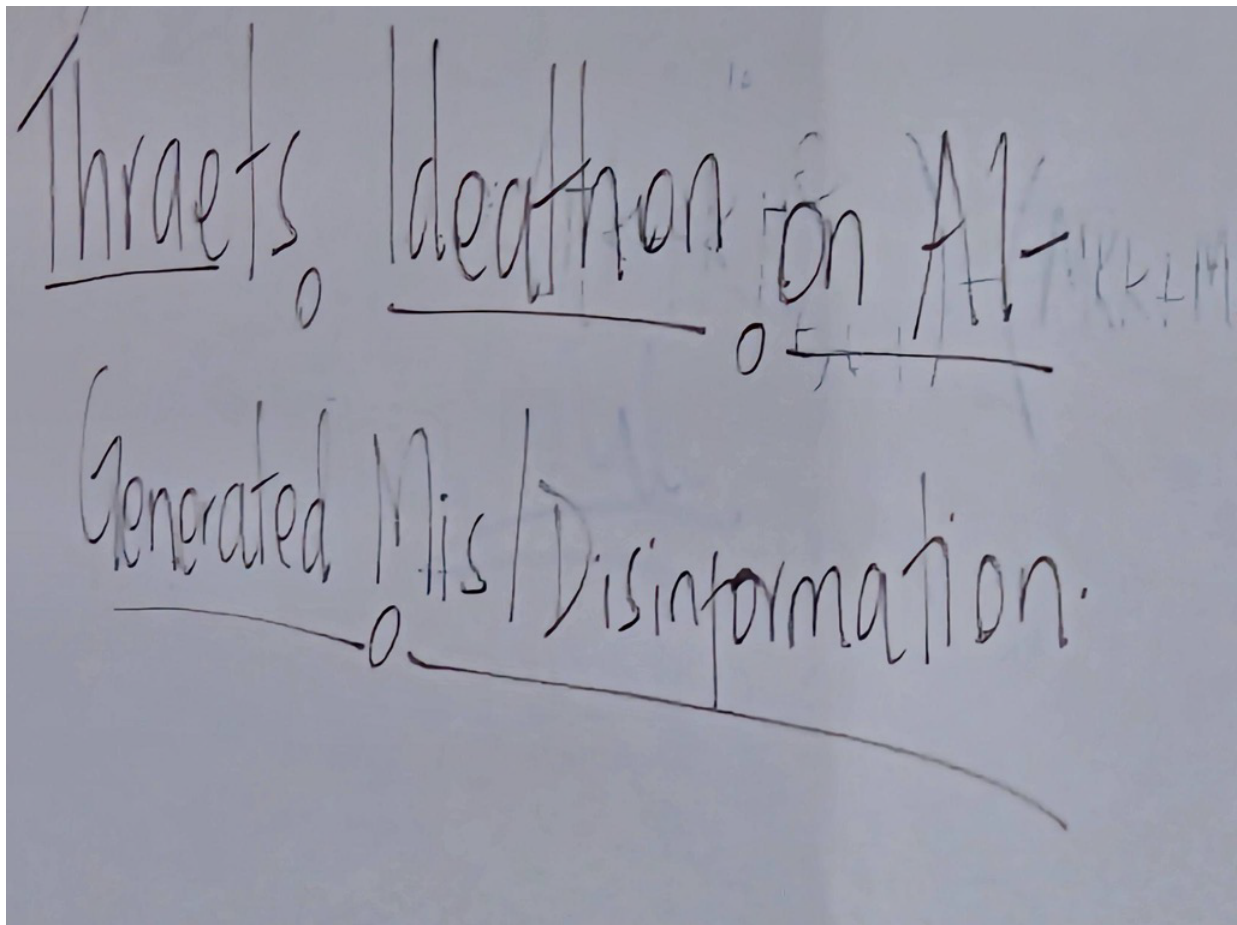 Thraets Ideathon on AI-
Generated Mis/Disinformation.